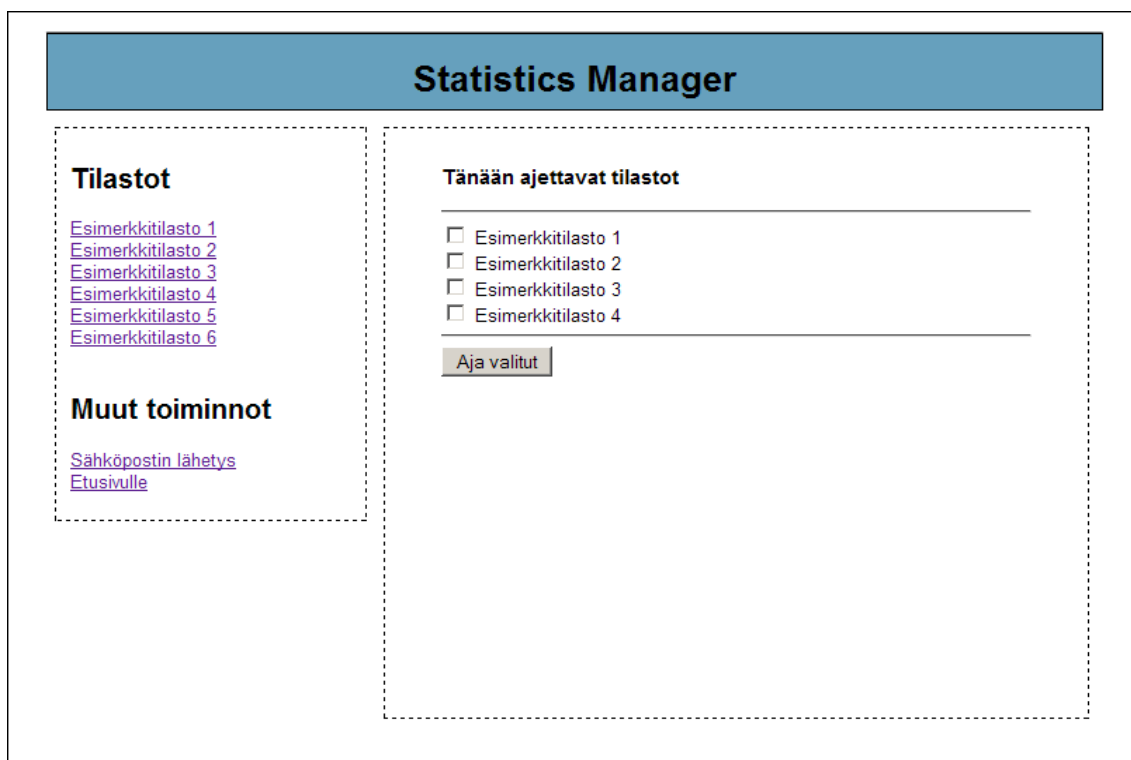 Statistics Manager
Tilastot
Esimerkkitilasto 1
Esimerkkitilasto 2
Esimerkkitilasto 3
Esimerkkitilasto 4
Esimerkkitilasto 5
Esimerkkitilasto 6
Muut toiminnot
Sähköpostin lähetys
Etusivulle
Tänään ajettavat tilastot
Esimerkkitilasto 1
Esimerkkitilasto 2
Esimerkkitilasto 3
Esimerkkitilasto 4
Aja valitut